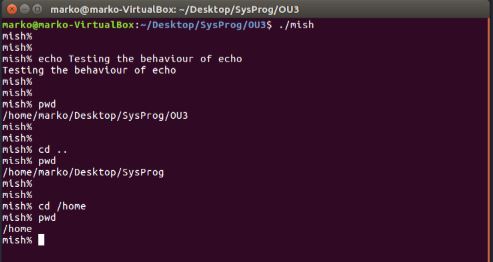 marko@marko-VirtualBox: ~/Desktop/SysProg/OU3
marko@marko-VirtualBox:~/Desktop/SysProg/OU3$ ./mish
mish%
mish%
mish% echo Testing the behaviour of echo
Testing the behaviour of echo
mish%
mish%
mish% pwd
/home/marko/Desktop/SysProg/OU3
mish%
mish%
mish% cd ..
mish% pwd
/home/marko/Desktop/SysProg
mish%
mish%
mish% cd /home
mish% pwd
/home
mish%